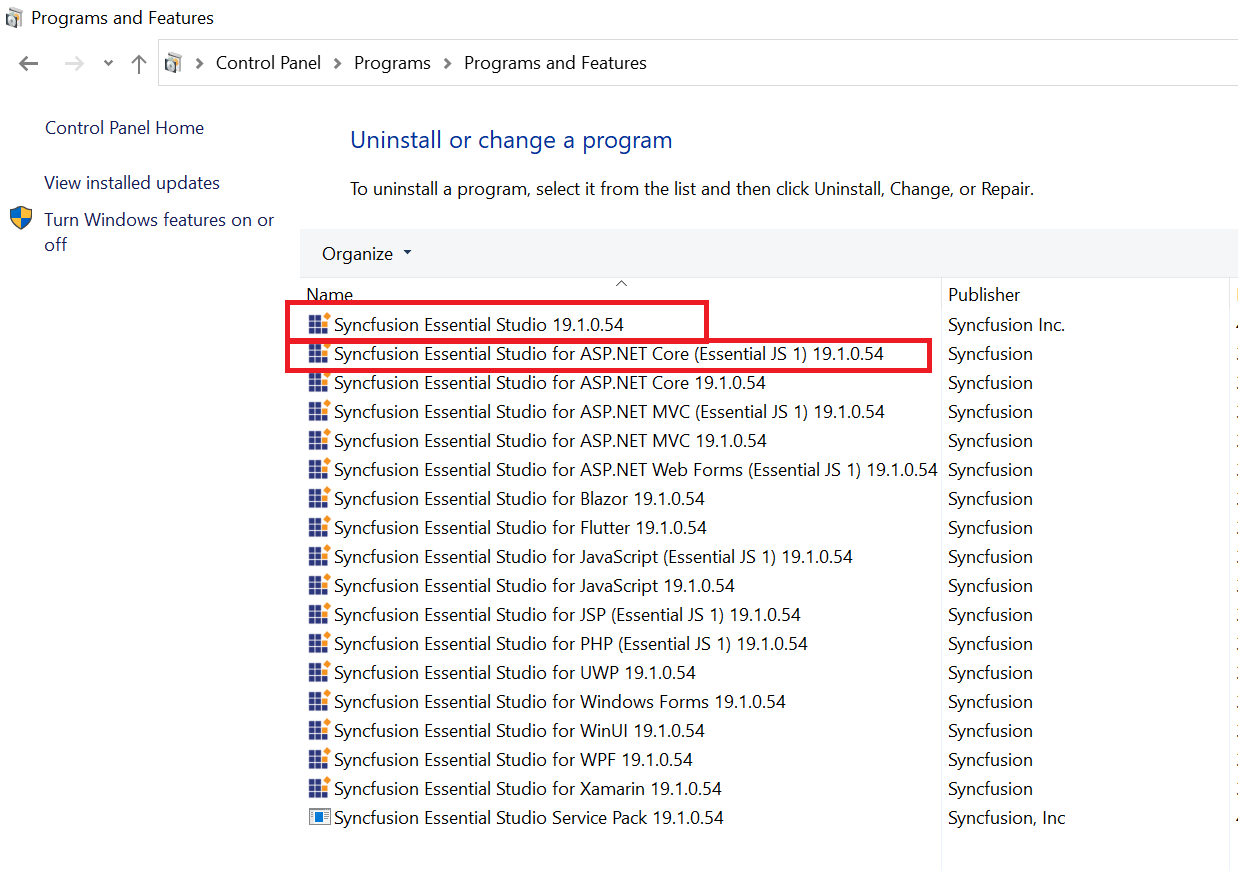 Programs and Features
Control Panel > Programs > Programs and Features
Control Panel Home
View installed updates
Turn Windows features on or
off
Uninstall or change a program
To uninstall a program, select it from the list and then click Uninstall, Change, or Repair.
Organize
Name Publisher
Syncfusion Essential Studio 19.1.0.54 Syncfusion Inc.
Syncfusion Essential Studio for ASP.NET Core (Essential JS 1) 19.1.0.54 Syncfusion
Syncfusion Essential Studio for ASP.NET Core 19.1.0.54 Syncfusion
Syncfusion Essential Studio for ASP.NET MVC (Essential JS 1) 19.1.0.54 Syncfusion
Syncfusion Essential Studio for ASP.NET MVC 19.1.0.54 Syncfusion
Syncfusion Essential Studio for ASP.NET Web Forms (Essential JS 1) 19.1.0.54 Syncfusion
Syncfusion Essential Studio for Blazor 19.1.0.54 Syncfusion
Syncfusion Essential Studio for Flutter 19.1.0.54 Syncfusion
Syncfusion Essential Studio for JavaScript (Essential JS 1) 19.1.0.54 Syncfusion
Syncfusion Essential Studio for JavaScript 19.1.0.54 Syncfusion
Syncfusion Essential Studio for JSP (Essential JS 1) 19.1.0.54 Syncfusion
Syncfusion Essential Studio for PHP (Essential JS 1) 19.1.0.54 Syncfusion
Syncfusion Essential Studio for UWP 19.1.0.54 Syncfusion
Syncfusion Essential Studio for Windows Forms 19.1.0.54 Syncfusion
Syncfusion Essential Studio for WinUI 19.1.0.54 Syncfusion
Syncfusion Essential Studio for WPF 19.1.0.54 Syncfusion
Syncfusion Essential Studio for Xamarin 19.1.0.54 Syncfusion
Syncfusion Essential Studio Service Pack 19.1.0.54 Syncfusion, Inc